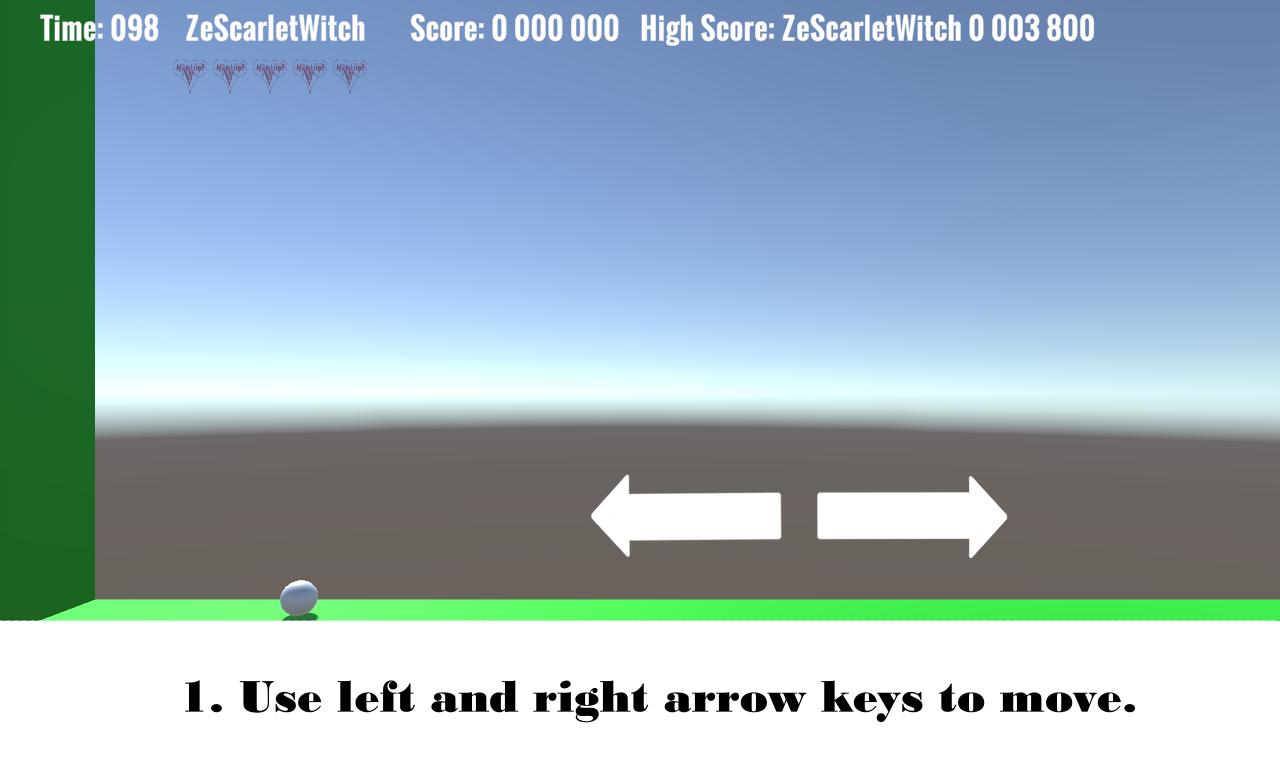 Time: 098 ZeScarletWitch Score: 0 000 000 High Score: ZeScarletWitch 0 003 800
1. Use left and right arrow keys to move.